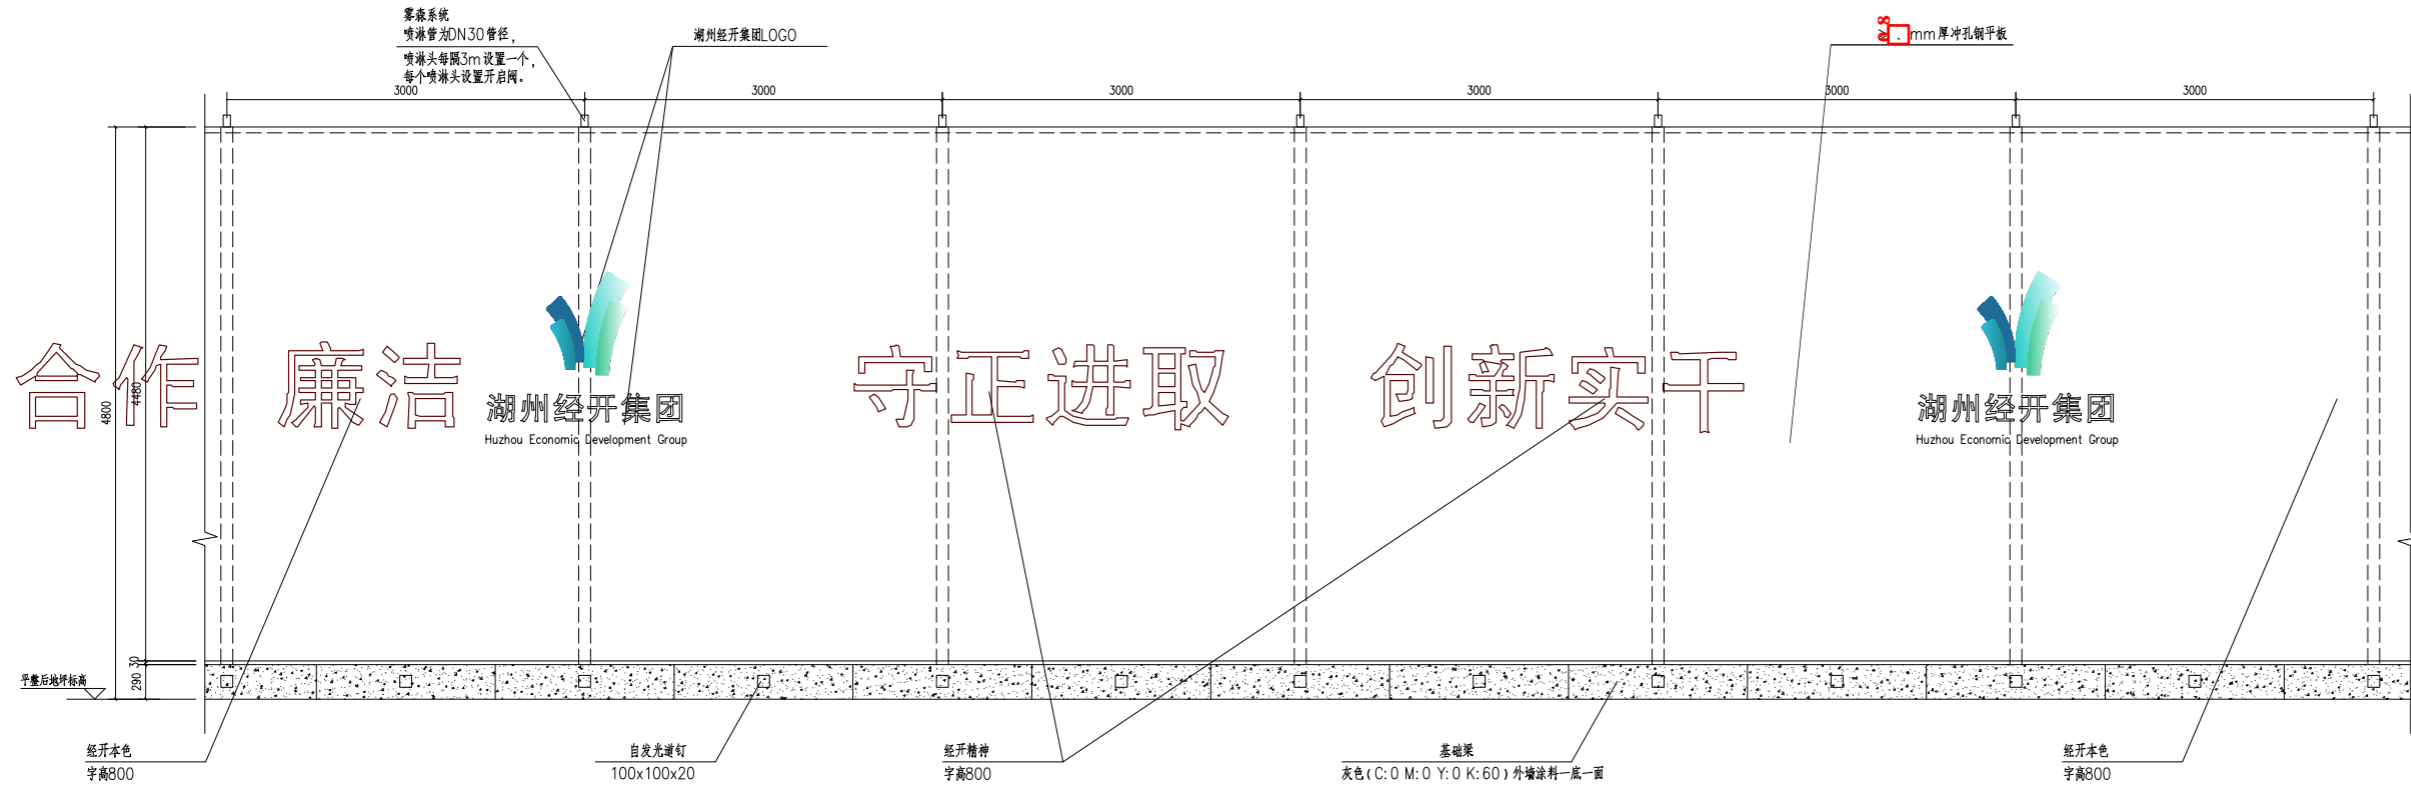 雾森系统
喷淋管为DN30管径，
喷淋头每隔3m设置一个，
每个喷淋头设置开启阀。
湖州经开集团LOGO
mm厚冲孔钢平板
3000
3000
3000
3000
3000
3000
合作 廉洁
守正进取
创新实干
湖州经开集团
Huzhou Economic Development Group
湖州经开集团
Huzhou Economic Development Group
4800
4480
30
290
平整后地坪标高
经开本色
字高800
自发光道钉
100x100x20
经开精神
字高800
基础梁
灰色(C:0 M:0 Y:0 K:60)外墙涂料一底一面
经开本色
字高800